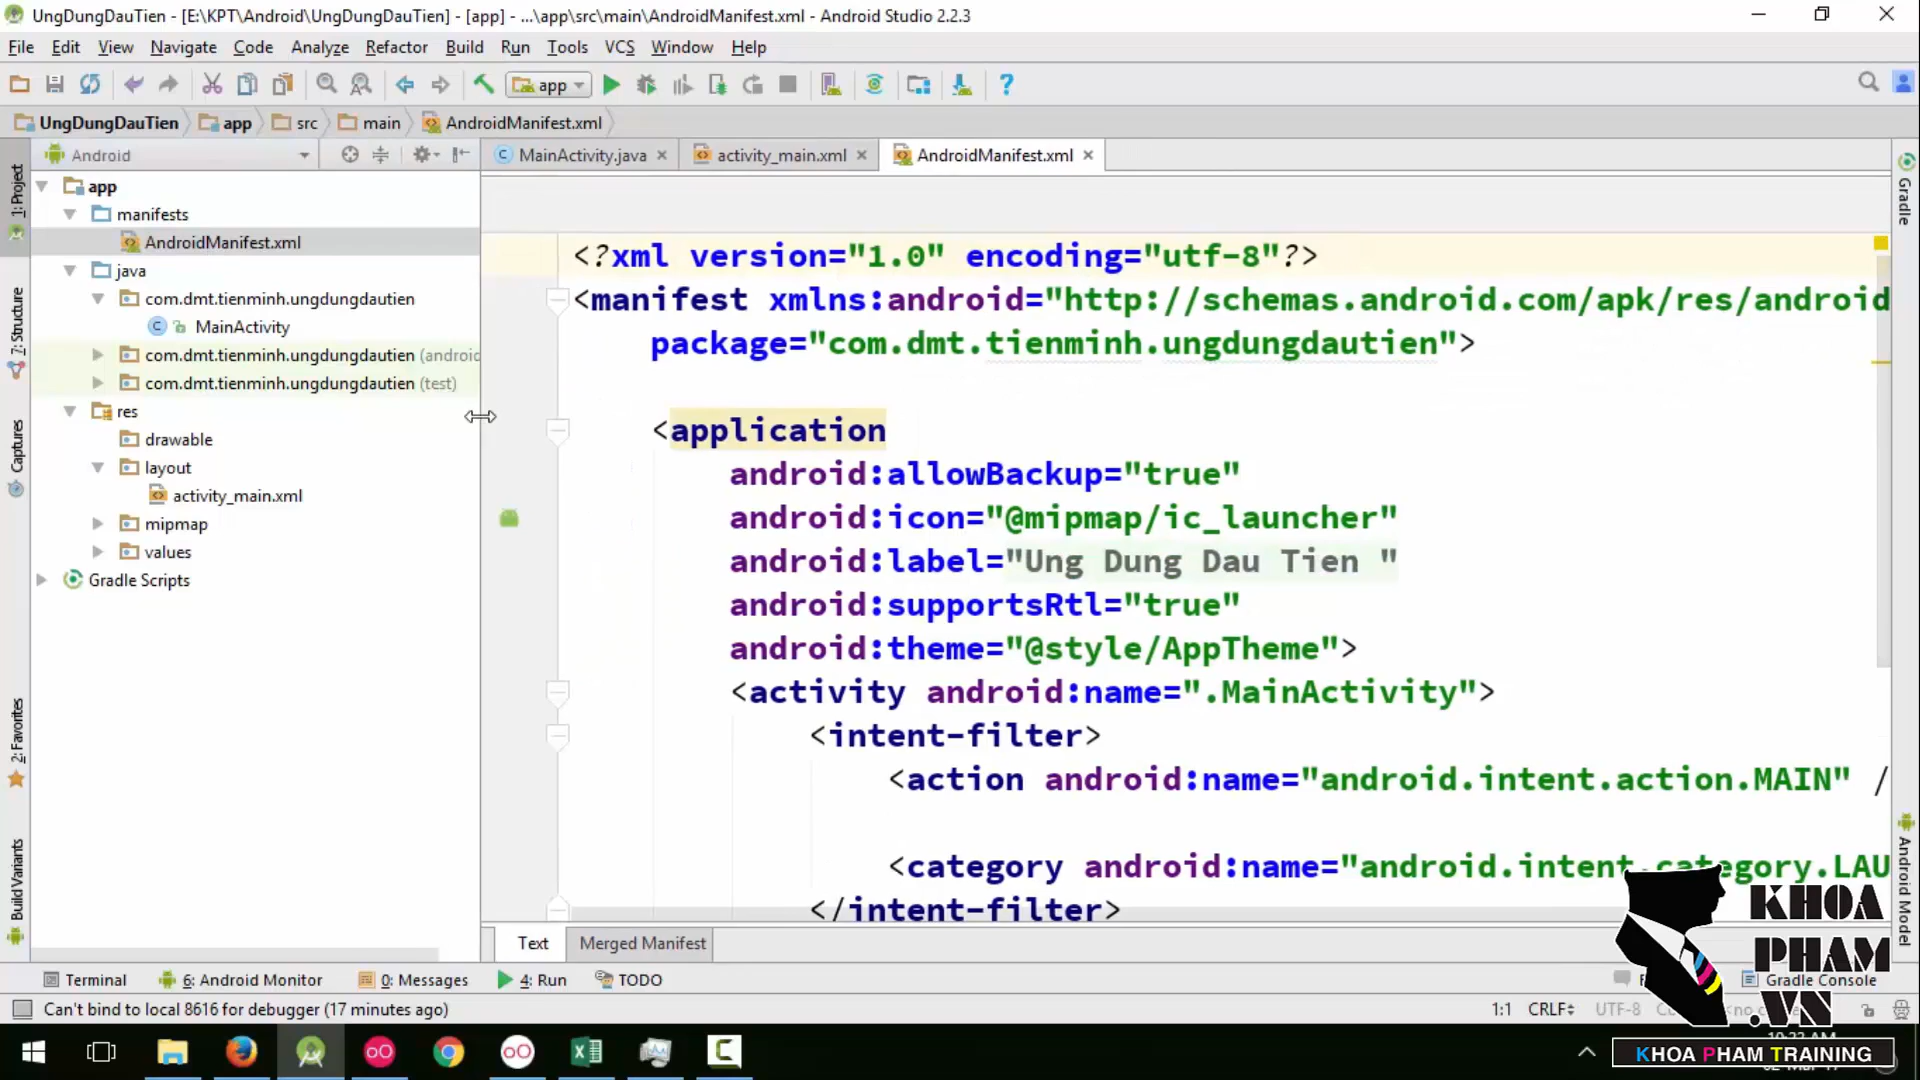 UngDungDauTien - [E:\KPT\Android\UngDungDauTien] - [app] - ...\app\src\main\AndroidManifest.xml - Android Studio 2.2.3
File Edit View Navigate Code Analyze Refactor Build Run Tools VCS Window Help
app
UngDungDauTien app src main AndroidManifest.xml
Android
MainActivity.java activity_main.xml AndroidManifest.xml
1: Project
7: Structure
Captures
2: Favorites
Build Variants
app
manifests
AndroidManifest.xml
java
com.dmt.tienminh.ungdungdautien
MainActivity
com.dmt.tienminh.ungdungdautien (android
com.dmt.tienminh.ungdungdautien (test)
res
drawable
layout
activity_main.xml
mipmap
values
Gradle Scripts
<?xml version="1.0" encoding="utf-8"?>
<manifest xmlns:android="http://schemas.android.com/apk/res/android
package="com.dmt.tienminh.ungdungdautien">
<application
android:allowBackup="true"
android:icon="@mipmap/ic_launcher"
android:label="Ung Dung Dau Tien "
android:supportsRtl="true"
android:theme="@style/AppTheme">
<activity android:name=".MainActivity">
<intent-filter>
<action android:name="android.intent.action.MAIN" /
<category android:name="android.intent.category.LAU
</intent-filter>
Gradle
Android Model
Text Merged Manifest
Terminal 6: Android Monitor 0: Messages 4: Run TODO
Gradle Console
Can't bind to local 8616 for debugger (17 minutes ago)
1:1 CRLF UTF-8
KHOA
PHAM
.VN
KHOA PHAM TRAINING